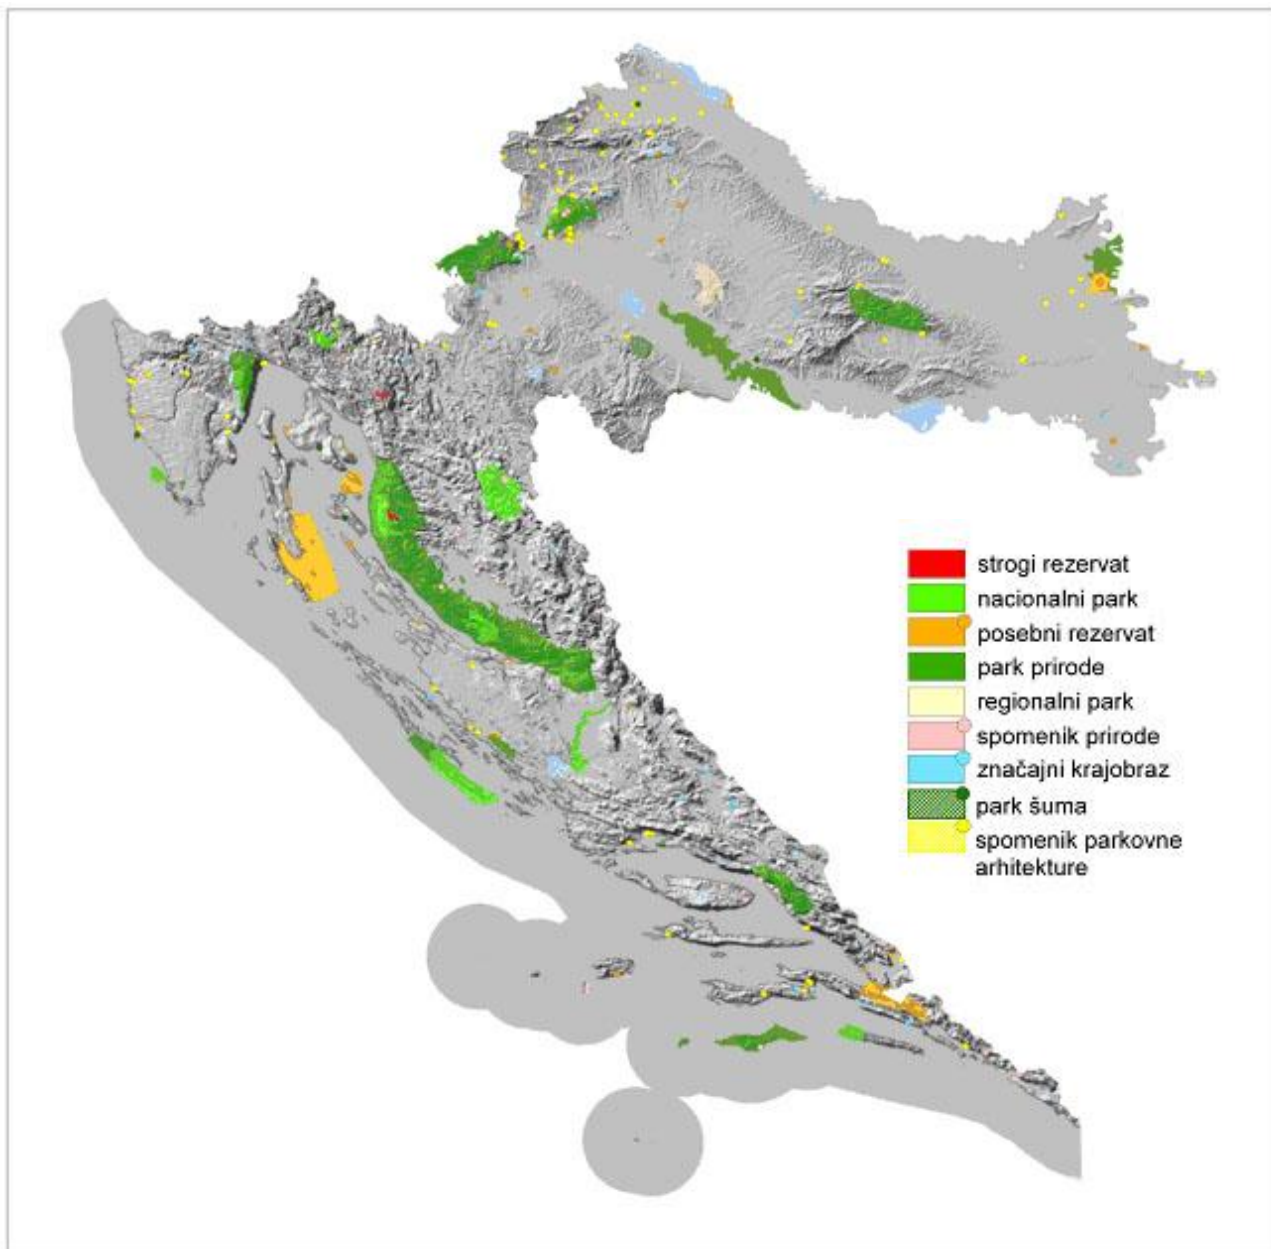 strogi rezervat
nacionalni park
posebni rezervat
park prirode
regionalni park
spomenik prirode
značajni krajobraz
park šuma
spomenik parkovne
arhitekture